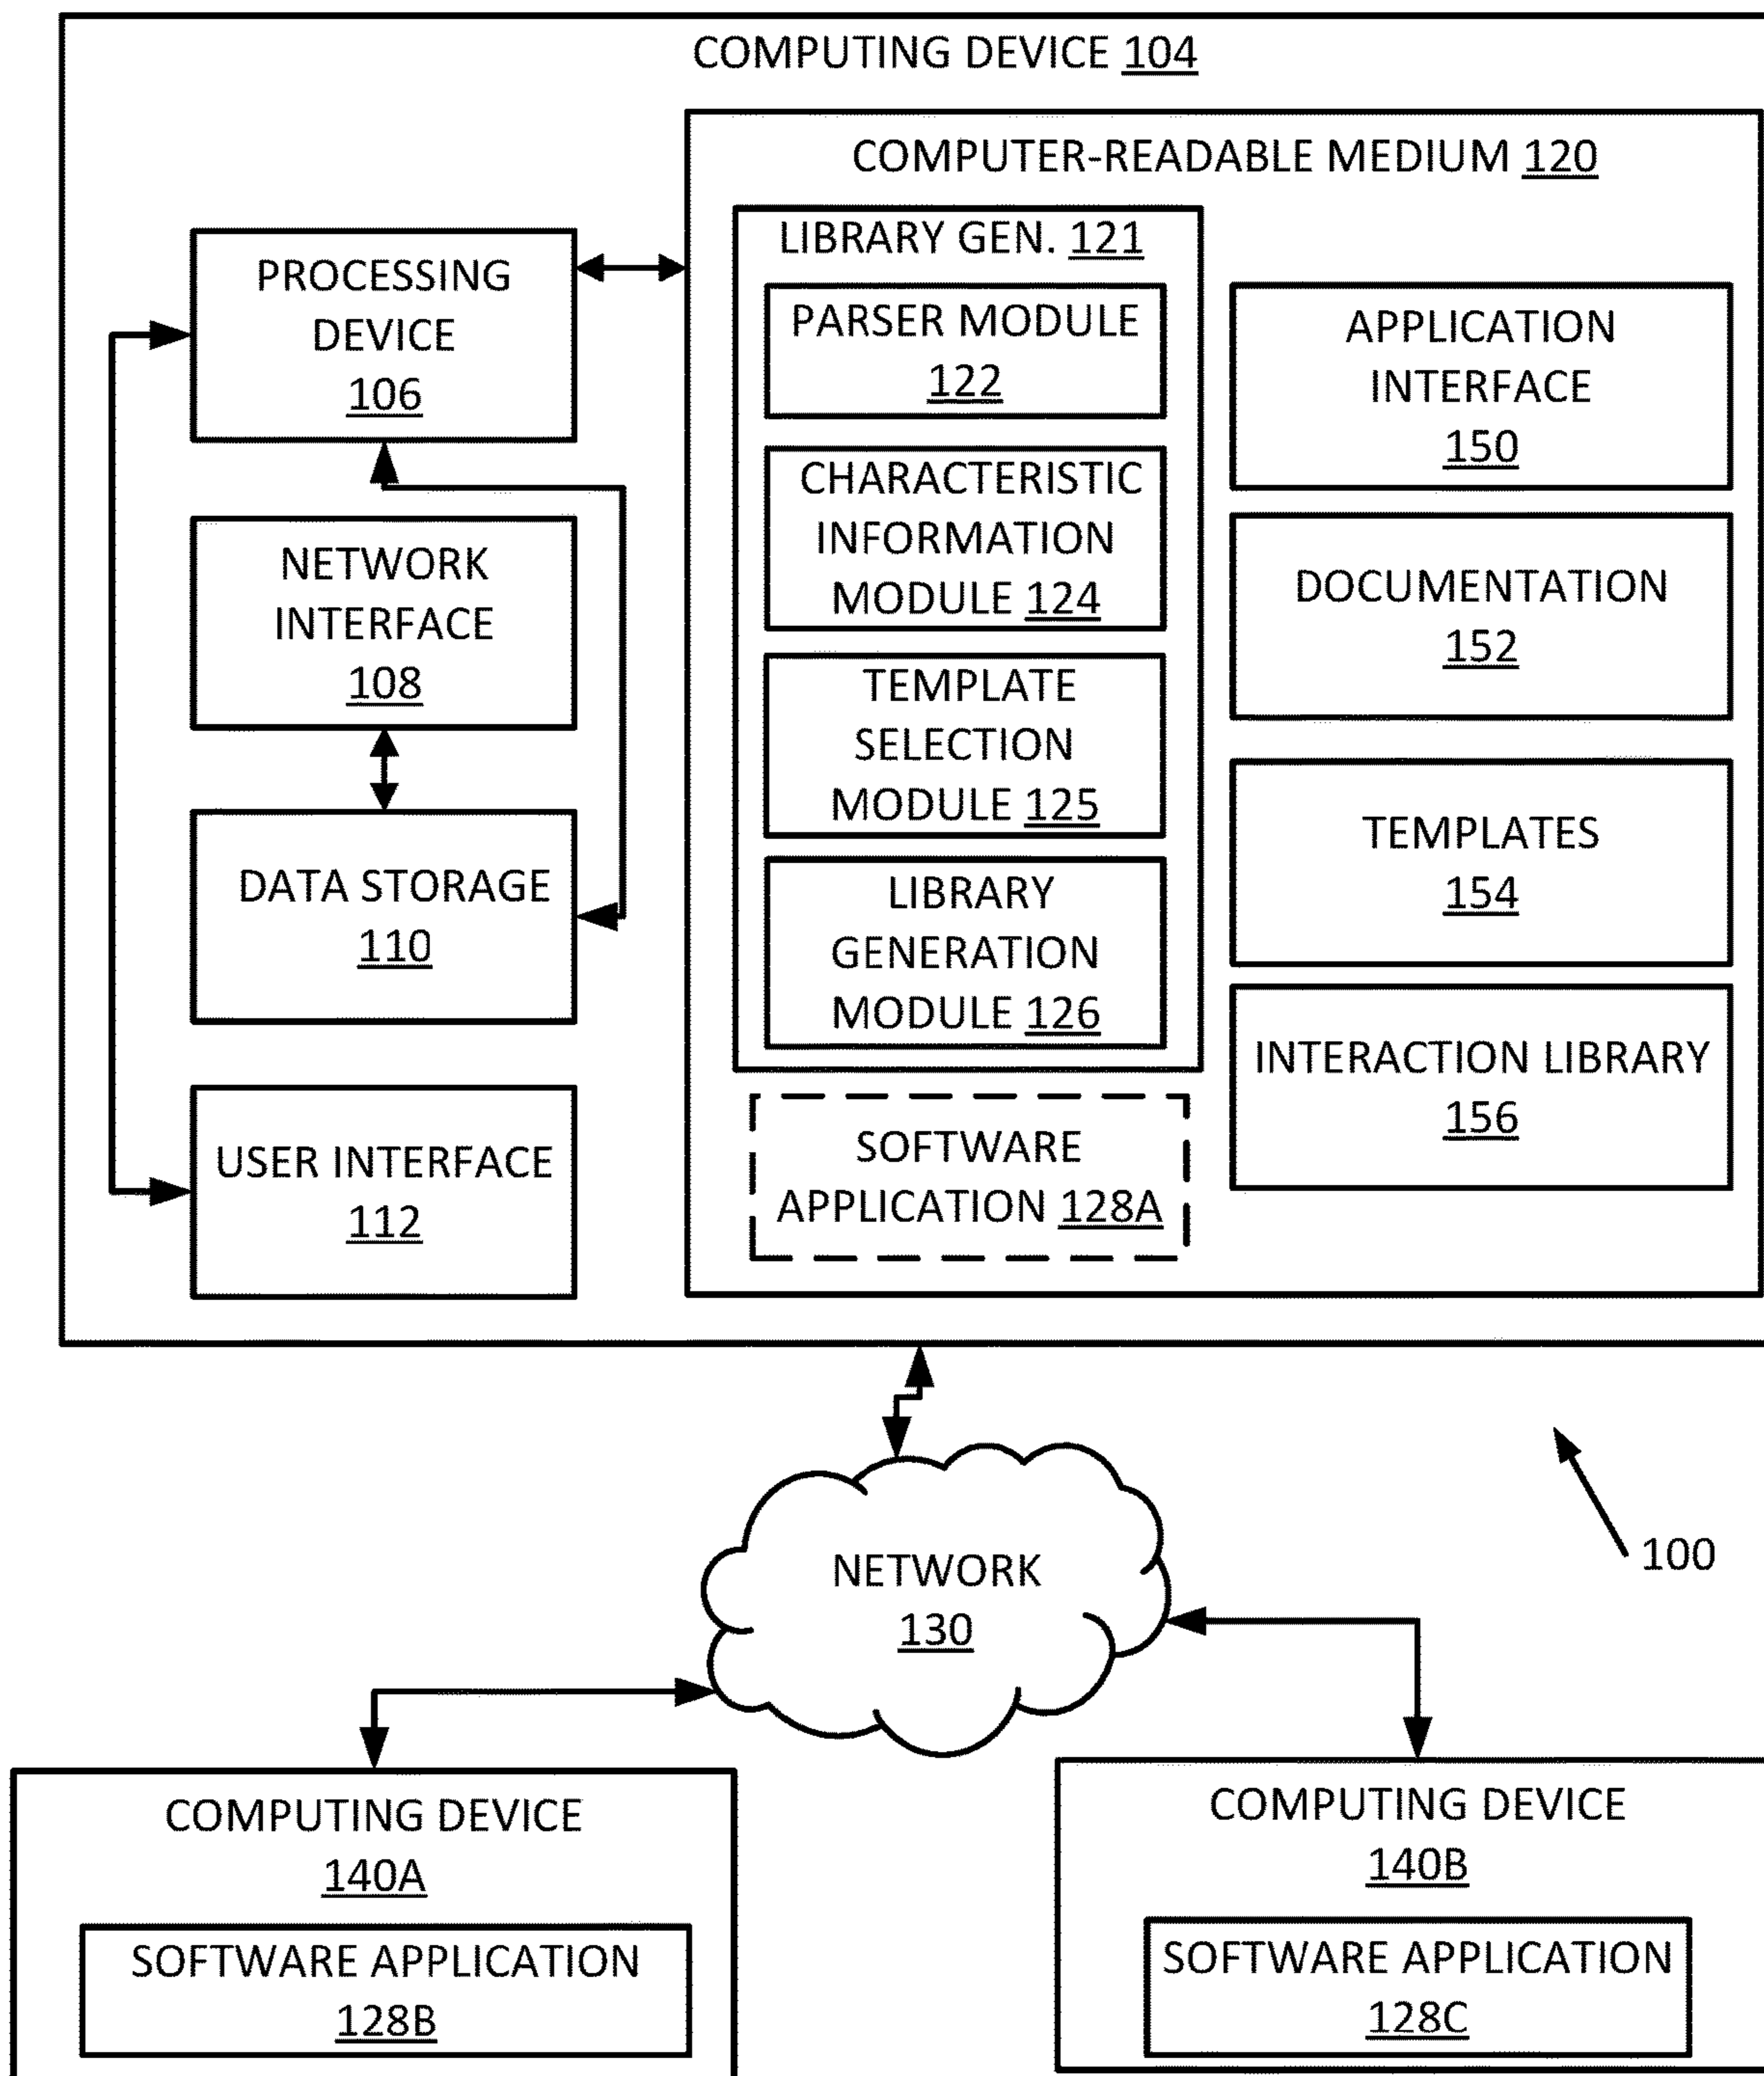 COMPUTING DEVICE 104
COMPUTER-READABLE MEDIUM 120
PROCESSING
DEVICE
106
NETWORK
INTERFACE
108
DATA STORAGE
110
USER INTERFACE
112
LIBRARY GEN. 121
PARSER MODULE
122
CHARACTERISTIC
INFORMATION
MODULE 124
TEMPLATE
SELECTION
MODULE 125
LIBRARY
GENERATION
MODULE 126
SOFTWARE
APPLICATION 128A
APPLICATION
INTERFACE
150
DOCUMENTATION
152
TEMPLATES
154
INTERACTION LIBRARY
156
NETWORK
130
100
COMPUTING DEVICE
140A
SOFTWARE APPLICATION
128B
COMPUTING DEVICE
140B
SOFTWARE APPLICATION
128C